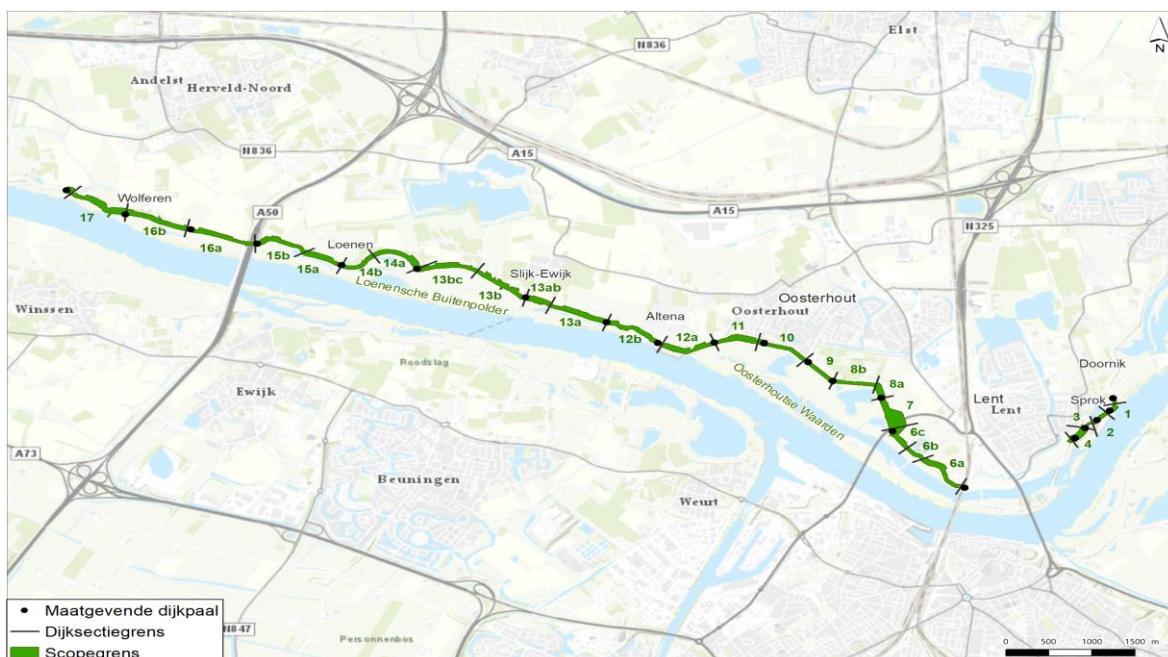 N836
Elst
N
Andelst
Herveld-Noord
N836
A15
Wolferen
17
16b
16a
A50
15b
15a
Loenen
14b
14a
13bc
Loenensche Buitenpolder
13b
Slijk-Ewijk
13ab
13a
Altena
12b
12a
A15
N325
Oosterhout
Oosterhout
11
10
9
8b
8a
7
Oosterhoutse Waarden
6c
6b
6a
Lent
Lent
Doornik
Sprok
1
2
3
4
Winssen
Ewijk
A73
Beuningen
Weurt
N847
Personnenbos
Maatgevende dijkpaal
Dijksectiegrens
Scopegrens
0 500 1000 1500 m